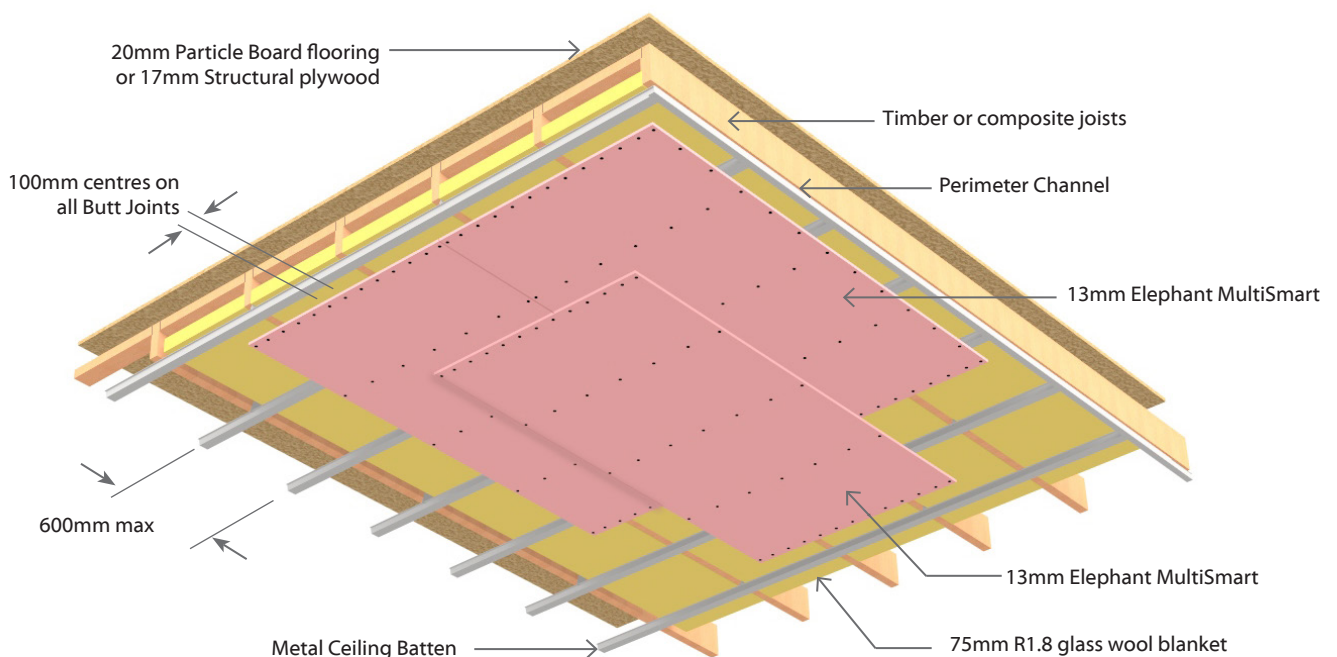 20mm Particle Board flooring
or 17mm Structural plywood
Timber or composite joists
100mm centres on
all Butt Joints
Perimeter Channel
13mm Elephant MultiSmart
600mm max
13mm Elephant MultiSmart
Metal Ceiling Batten
75mm R1.8 glass wool blanket